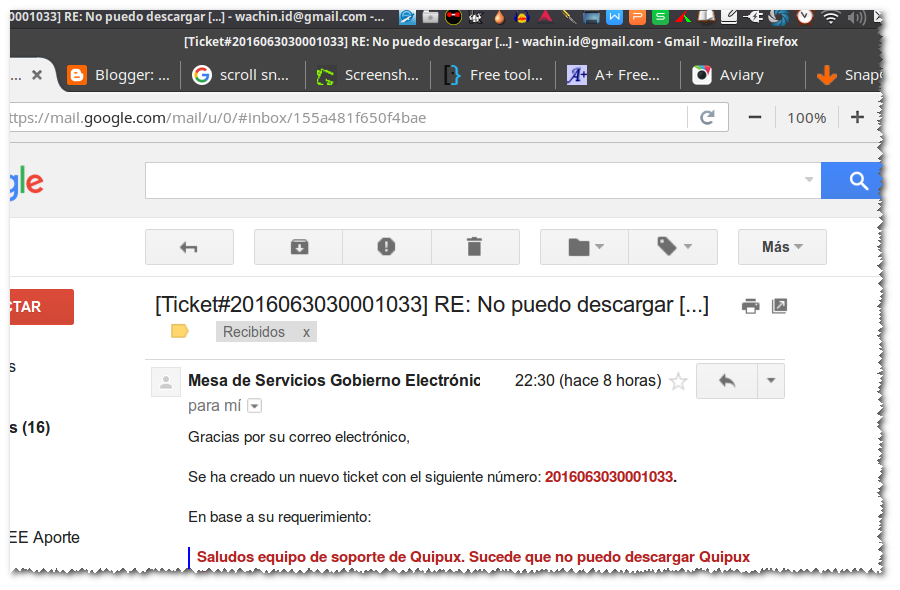 0001033] RE: No puedo descargar [...] - wachin.id@gmail.com -...
[Ticket#2016063030001033] RE: No puedo descargar [...] - wachin.id@gmail.com - Gmail - Mozilla Firefox
... × Blogger: ... scroll sn... Screensh... Free tool... A+ Free... Aviary Snap
ttps://mail.google.com/mail/u/0/#inbox/155a481f650f4bae 100%
gle
Más
CTAR
[Ticket#2016063030001033] RE: No puedo descargar [...]
Recibidos x
s
Mesa de Servicios Gobierno Electrónic 22:30 (hace 8 horas)
para mí
s (16)
Gracias por su correo electrónico,
Se ha creado un nuevo ticket con el siguiente número: 2016063030001033.
En base a su requerimiento:
EE Aporte
Saludos equipo de soporte de Quipux. Sucede que no puedo descargar Quipux